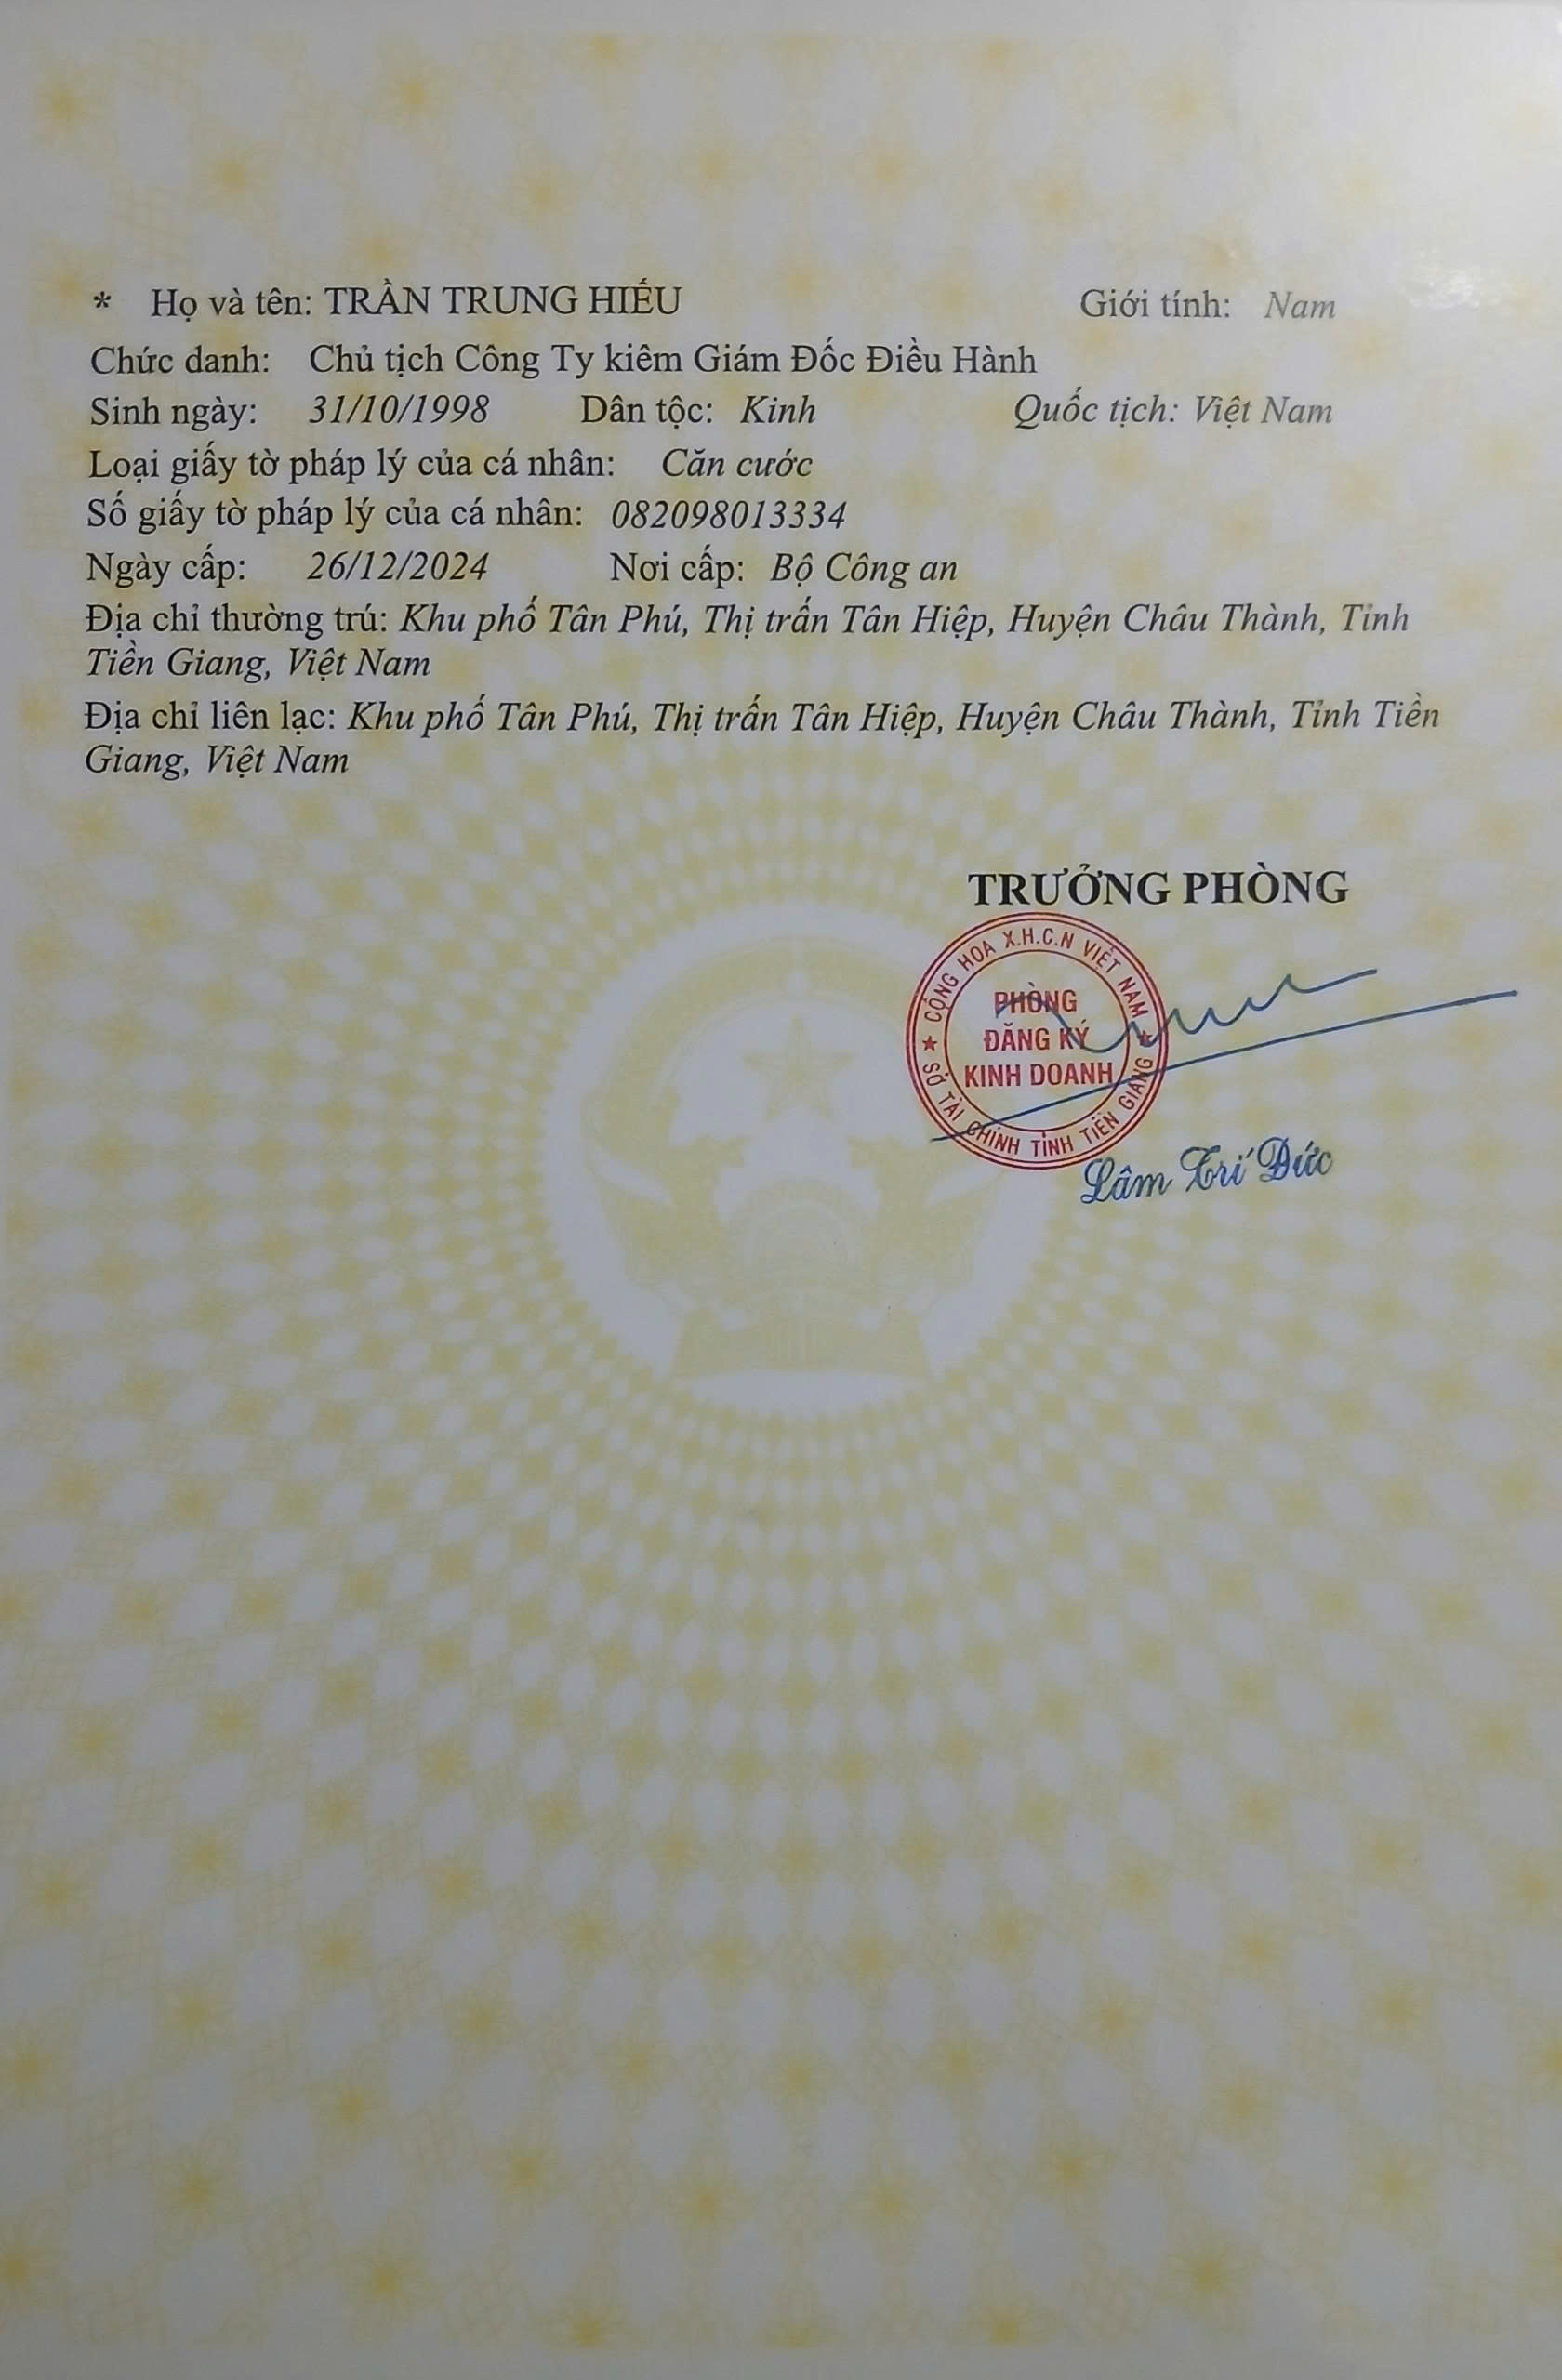 * Họ và tên: TRẦN TRUNG HIẾU Giới tính: Nam
Chức danh: Chủ tịch Công Ty kiêm Giám Đốc Điều Hành
Sinh ngày: 31/10/1998 Dân tộc: Kinh Quốc tịch: Việt Nam
Loại giấy tờ pháp lý của cá nhân: Căn cước
Số giấy tờ pháp lý của cá nhân: 082098013334
Ngày cấp: 26/12/2024 Nơi cấp: Bộ Công an
Địa chỉ thường trú: Khu phố Tân Phú, Thị trấn Tân Hiệp, Huyện Châu Thành, Tỉnh
Tiền Giang, Việt Nam
Địa chỉ liên lạc: Khu phố Tân Phú, Thị trấn Tân Hiệp, Huyện Châu Thành, Tỉnh Tiền
Giang, Việt Nam
TRƯỞNG PHÒNG
CỘNG HOA X.H.C.N VIỆT NAM
PHÒNG
ĐĂNG KÝ
KINH DOANH
SỞ TÀI CHÍNH TỈNH TIỀN GIANG
Lâm Trí Đức